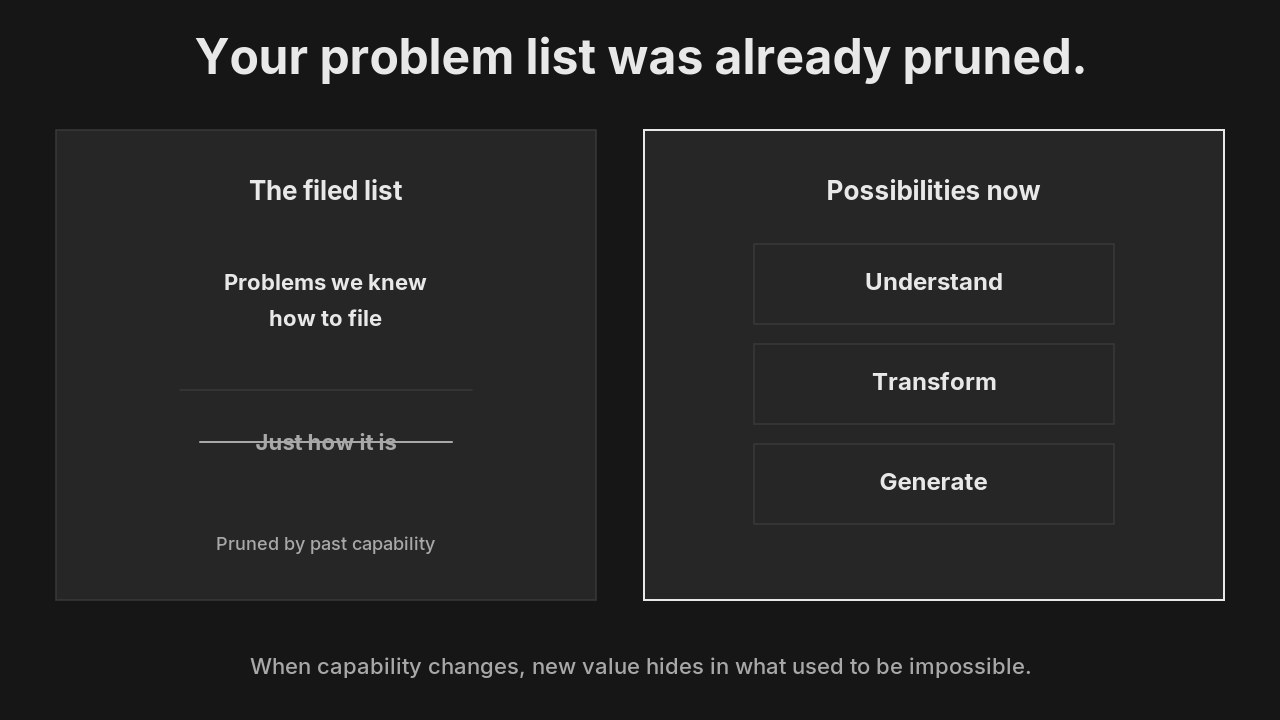 Your problem list was already pruned.
The filed list
Problems we knew
how to file
Just how it is
Pruned by past capability
Possibilities now
Understand
Transform
Generate
When capability changes, new value hides in what used to be impossible.